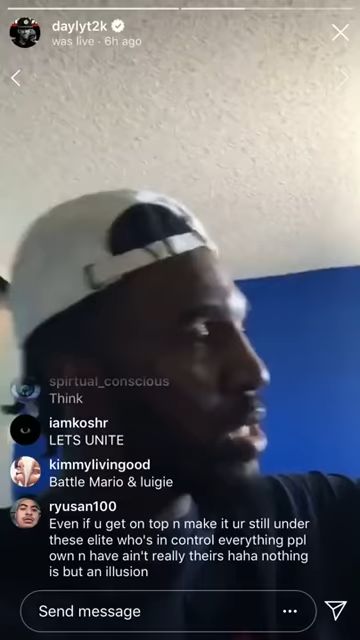 daylyt2k
was live · 6h ago
spirtual_conscious
Think
iamkoshr
LETS UNITE
kimmylivingood
Battle Mario & luigie
ryusan100
Even if u get on top n make it ur still under
these elite who's in control everything ppl
own n have ain't really theirs haha nothing
is but an illusion
Send message